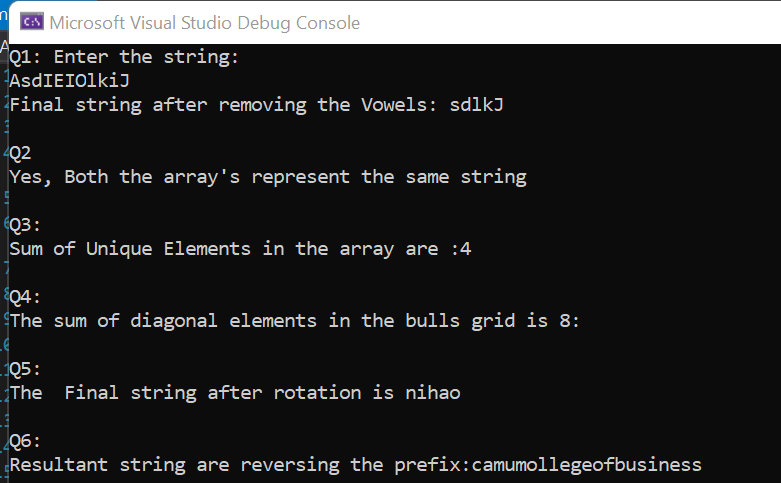 Microsoft Visual Studio Debug Console
Q1: Enter the string:
AsdIEIOlkiJ
Final string after removing the Vowels: sdlkJ
Q2
Yes, Both the array's represent the same string
Q3:
Sum of Unique Elements in the array are :4
Q4:
The sum of diagonal elements in the bulls grid is 8:
Q5:
The  Final string after rotation is nihao
Q6:
Resultant string are reversing the prefix:camumollegeofbusiness